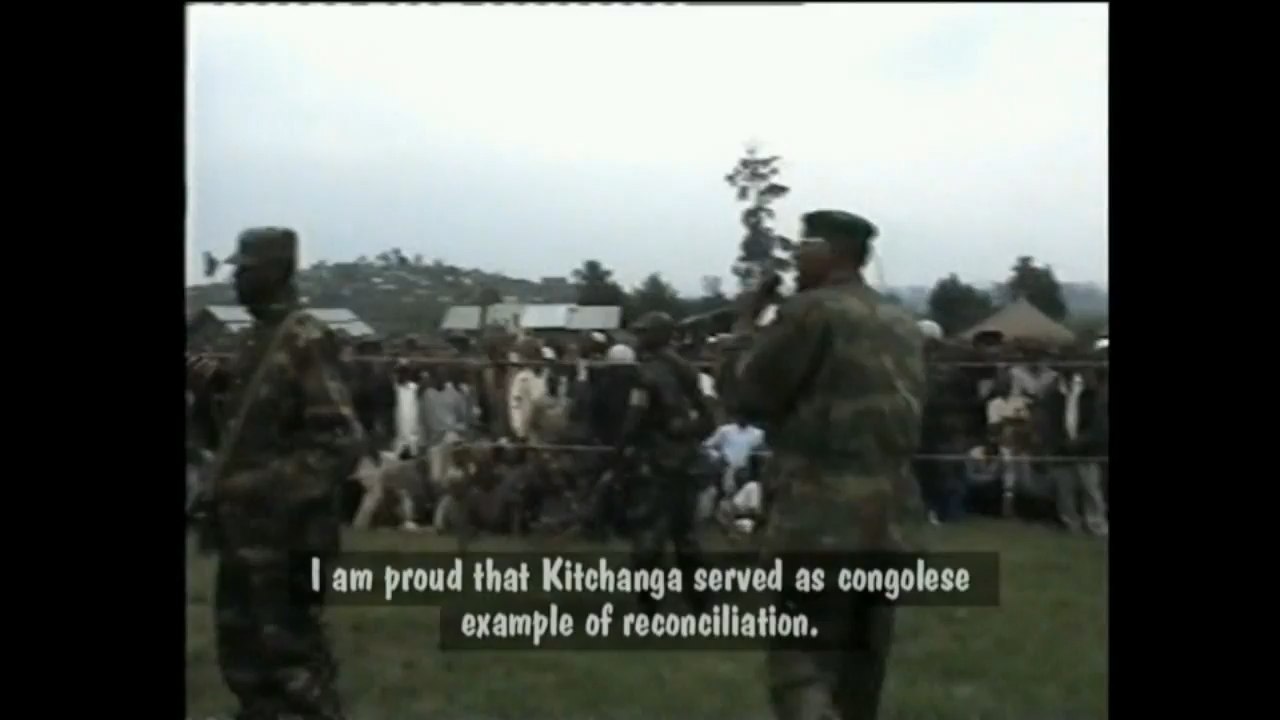 I am proud that Kitchanga served as congolese
example of reconciliation.